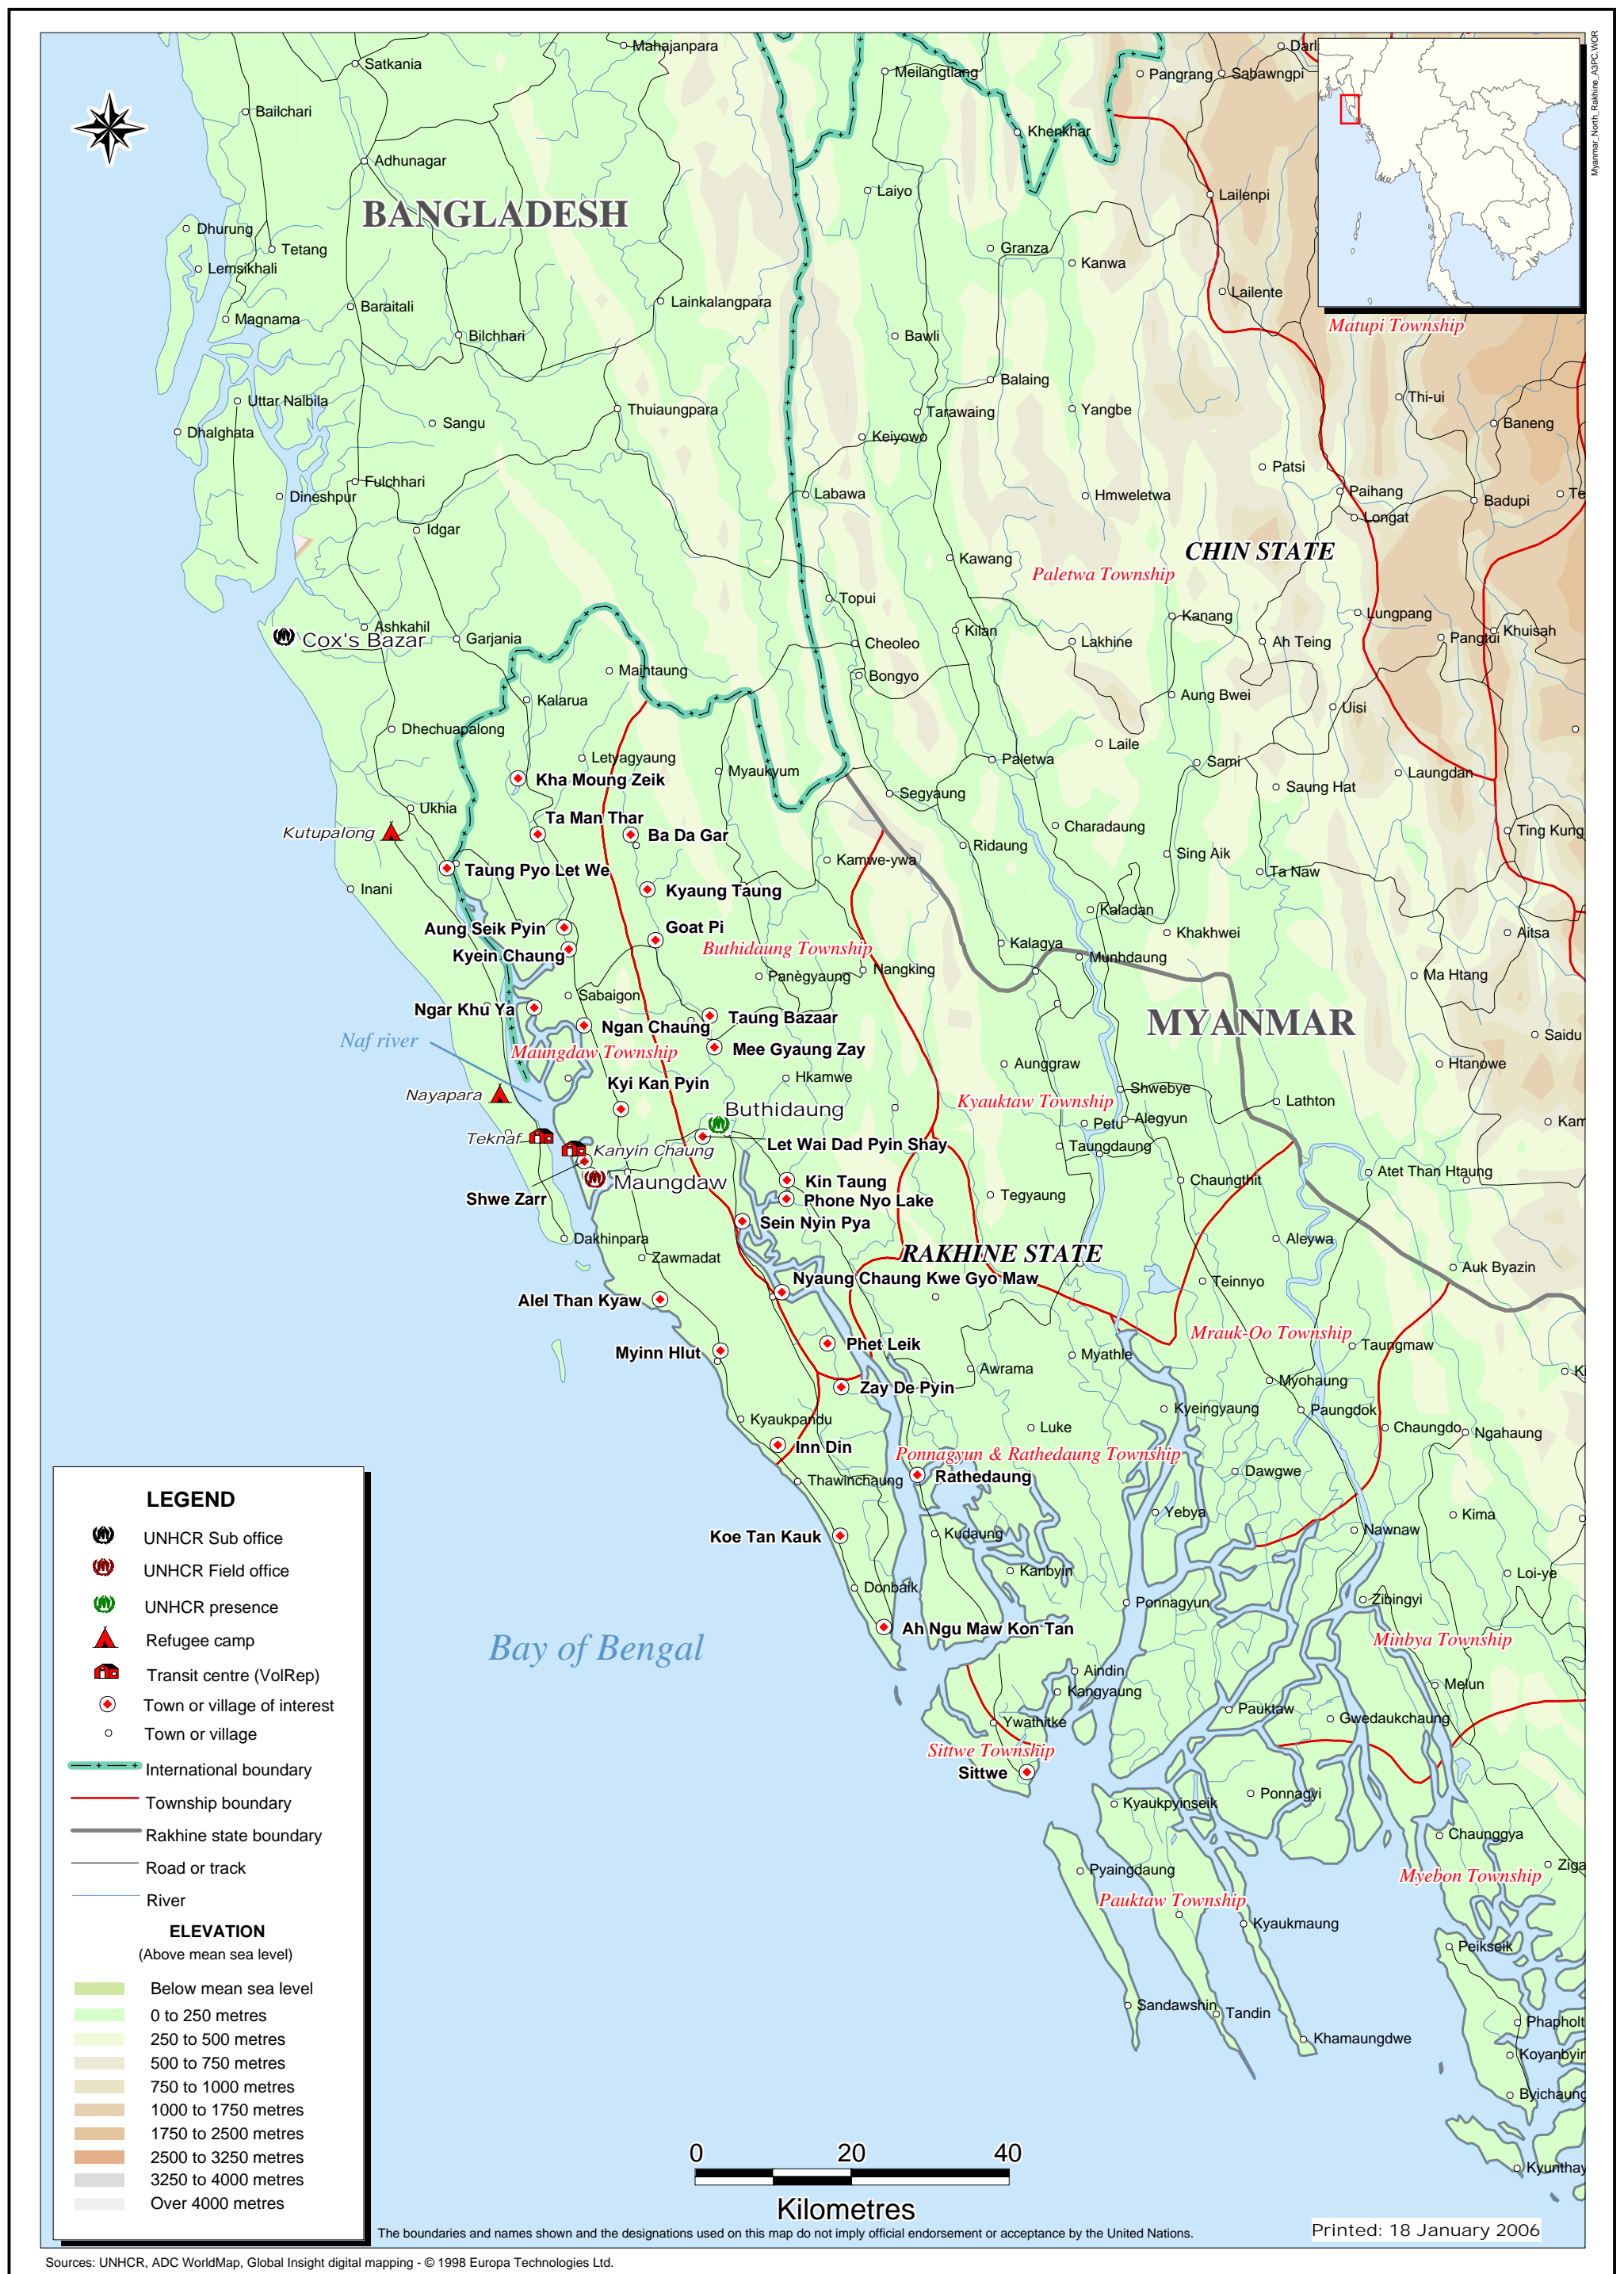 Mahajanpara
Satkania
Meilangtlang
Pangrang
Sabawngpi
Myanmar_North_Rakhine_A3PC.WOR
Bailchari
Khenkhar
Adhunagar
Laiyo
Lailenpi
BANGLADESH
Dhurung
Tetang
Granza
Kanwa
Lemsikhali
Lailente
Lainkalangpara
Baraitali
Magnama
Matupi Township
Bilchhari
Bawli
Balaing
Thi-ui
Uttar Nalbila
Thuiaungpara
Tarawaing
Yangbe
Sangu
Baneng
Dhalghata
Keiyowo
Patsi
Fulchhari
Labawa
Hmweletwa
Paihang
Te
Dineshpur
Badupi
Longat
Idgar
CHIN STATE
Kawang
Paletwa Township
Topui
Kanang
Lungpang
Ashkahil
Kilan
Khuisah
Cox's Bazar
Garjania
Cheoleo
Lakhine
Ah Teing
Pangtui
Majhtaung
Bongyo
Kalarua
Aung Bwei
Uisi
Dhechuapalong
Laile
Letyagyaung
Paletwa
Sami
Myaukyum
Laungdan
Kha Moung Zeik
Saung Hat
Segyaung
Ukhia
Ta Man Thar
Charadaung
Kutupalong
Ba Da Gar
Ting Kung
Ridaung
Sing Aik
Kamwe-ywa
Taung Pyo Let We
Ta Naw
Inani
Kyaung Taung
Kaladan
Aung Seik Pyin
Goat Pi
Khakhwei
Aitsa
Buthidaung Township
Kalagya
Kyein Chaung
Munhdaung
Nangking
Panegyaung
Ma Htang
Sabaigon
Ngar Khu Ya
Taung Bazaar
MYANMAR
Ngan Chaung
Saidu
Naf river
Mee Gyaung Zay
Maungdaw Township
Aunggraw
Htanowe
Hkamwe
Kyi Kan Pyin
Nayapara
Shwebye
Kyauktaw Township
Lathton
Buthidaung
Petu
Alegyun
Kam
Teknaf
Kanyin Chaung
Let Wai Dad Pyin Shay
Taungdaung
Atet Than Htaung
Maungdaw
Kin Taung
Chaungthit
Shwe Zarr
Phone Nyo Lake
Tegyaung
Sein Nyin Pya
Dakhinpara
Aleywa
RAKHINE STATE
Zawmadat
Auk Byazin
Nyaung Chaung Kwe Gyo Maw
Teinnyo
Alel Than Kyaw
Mrauk-Oo Township
Phet Leik
Taungmaw
Myinn Hlut
Myathle
Awrama
Ki
Zay De Pyin
Myohaung
Kyeingyaung
Paungdok
Kyaukpandu
Luke
Chaungdo
Ngahaung
Inn Din
Ponnagyun & Rathedaung Township
Dawgwe
Thawinchaung
Rathedaung
LEGEND
Yebya
Kima
Koe Tan Kauk
Kudaung
Nawnaw
UNHCR Sub office
UNHCR Field office
Kanbyin
Loi-ye
Donbaik
Zibingyi
UNHCR presence
Ponnagyun
Ah Ngu Maw Kon Tan
Refugee camp
Bay of Bengal
Minbya Township
Transit centre (VolRep)
Aindin
Melun
Kangyaung
Town or village of interest
Pauktaw
Gwedaukchaung
Ywathitke
Town or village
Sittwe Township
International boundary
Sittwe
Ponnagyi
Township boundary
Kyaukpyinseik
Rakhine state boundary
Chaunggya
Road or track
Pyaingdaung
Ziga
Myebon Township
River
Pauktaw Township
Kyaukmaung
ELEVATION
(Above mean sea level)
Peikseik
Below mean sea level
Sandawshin
Tandin
0 to 250 metres
Phapholt
250 to 500 metres
Khamaungdwe
500 to 750 metres
Koyanbyin
750 to 1000 metres
Byichaung
1000 to 1750 metres
1750 to 2500 metres
0 20 40
2500 to 3250 metres
Kyunthay
3250 to 4000 metres
Over 4000 metres
Kilometres
The boundaries and names shown and the designations used on this map do not imply official endorsement or acceptance by the United Nations.
Printed: 18 January 2006
Sources: UNHCR, ADC WorldMap, Global Insight digital mapping - © 1998 Europa Technologies Ltd.